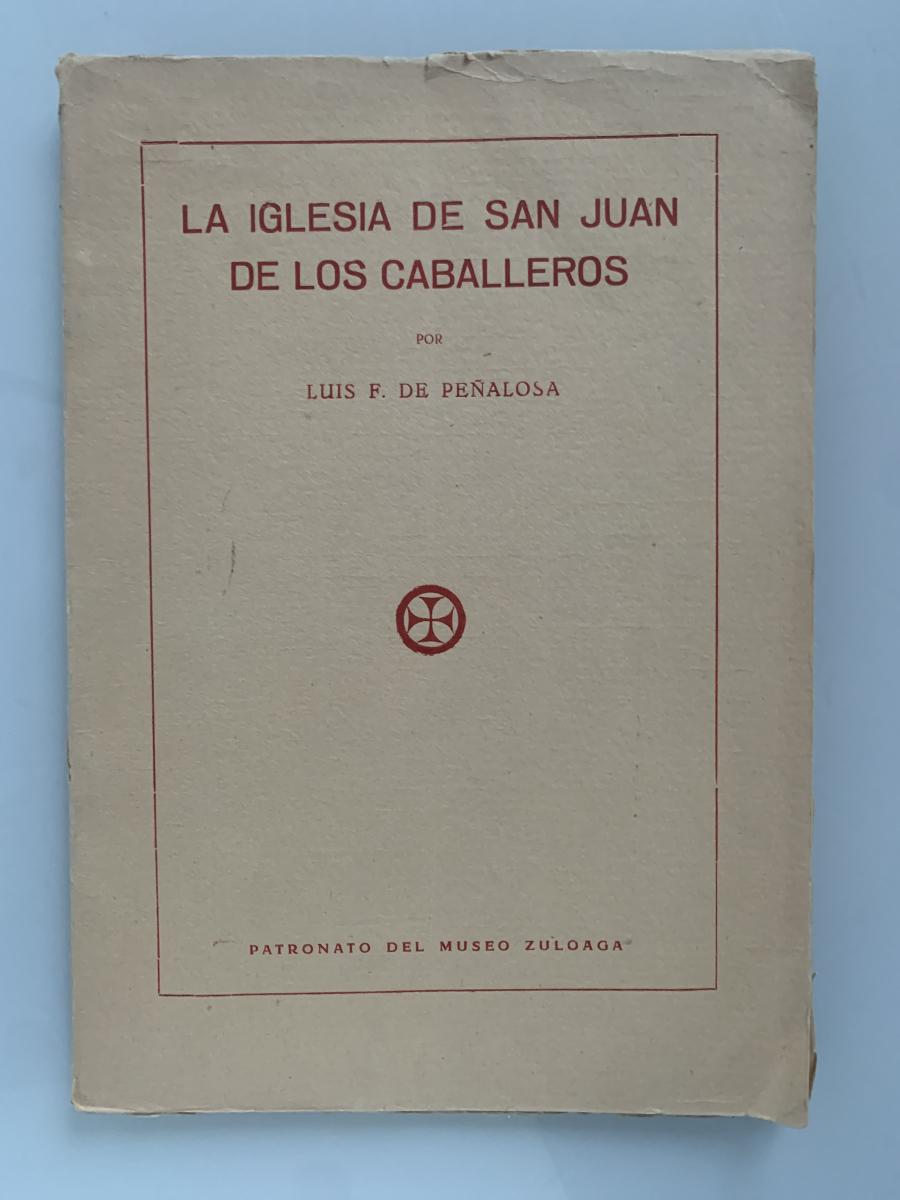 LA IGLESIA DE SAN JUAN
DE LOS CABALLEROS
POR
LUIS F. DE PEÑALOSA
PATRONATO DEL MUSEO ZULOAGA